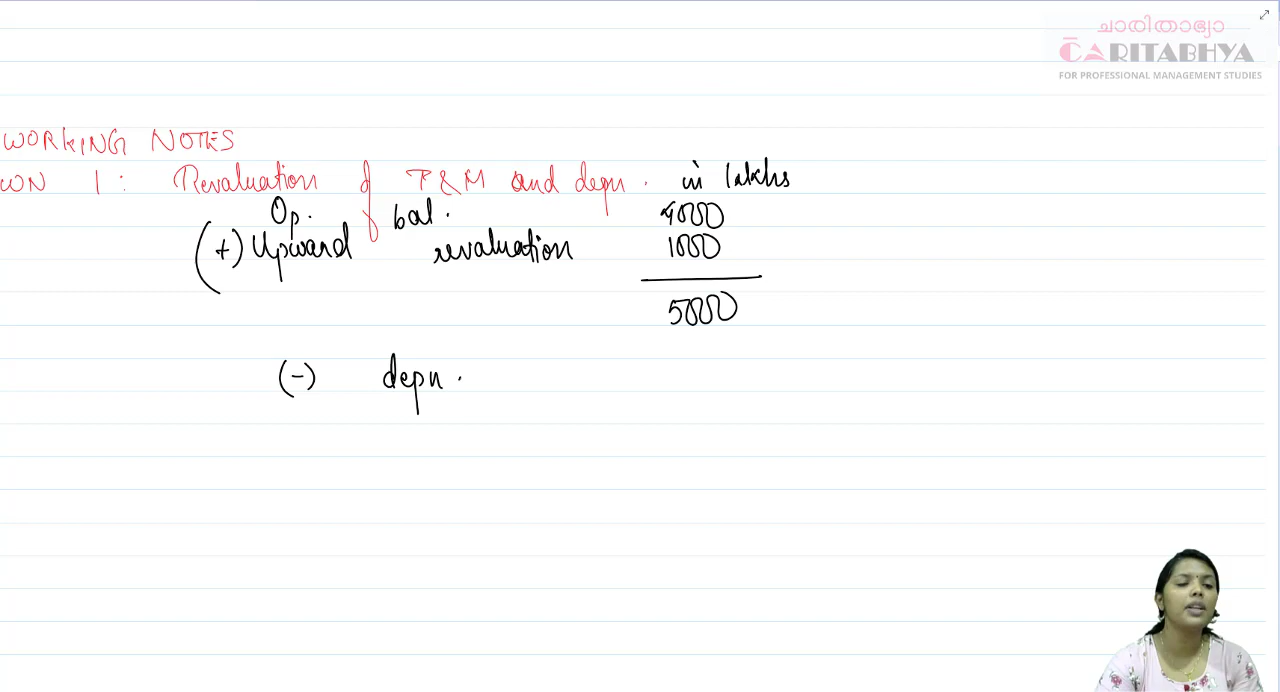 ചാരിതാഭ്യാ
CARITABHYA
FOR PROFESSIONAL MANAGEMENT STUDIES
WORKING NOTES
WN 1 : Revaluation of P & M and depn . in lakhs
Op. bal. 4000
(+) Upward revaluation 1000
5000
(-) depn .